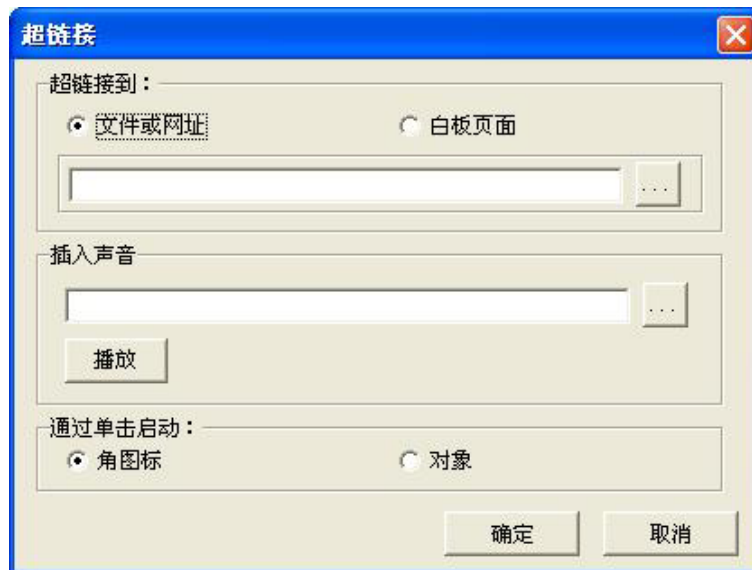 超链接
超链接到：
文件或网址 白板页面
...
插入声音
...
播放
通过单击启动：
角图标 对象
确定 取消